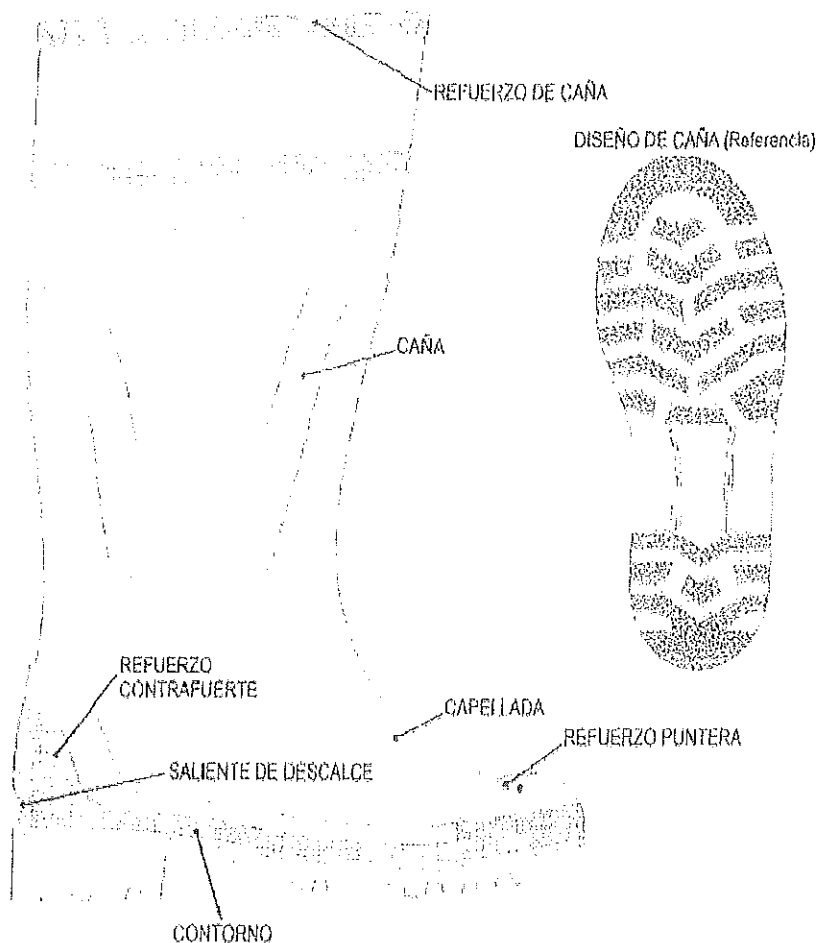 REFUERZO DE CAÑA
DISEÑO DE CAÑA (Referencia)
CAÑA
REFUERZO
CONTRAFUERTE
CAPELLADA
REFUERZO PUNTERA
SALIENTE DE DESCALCE
CONTORNO